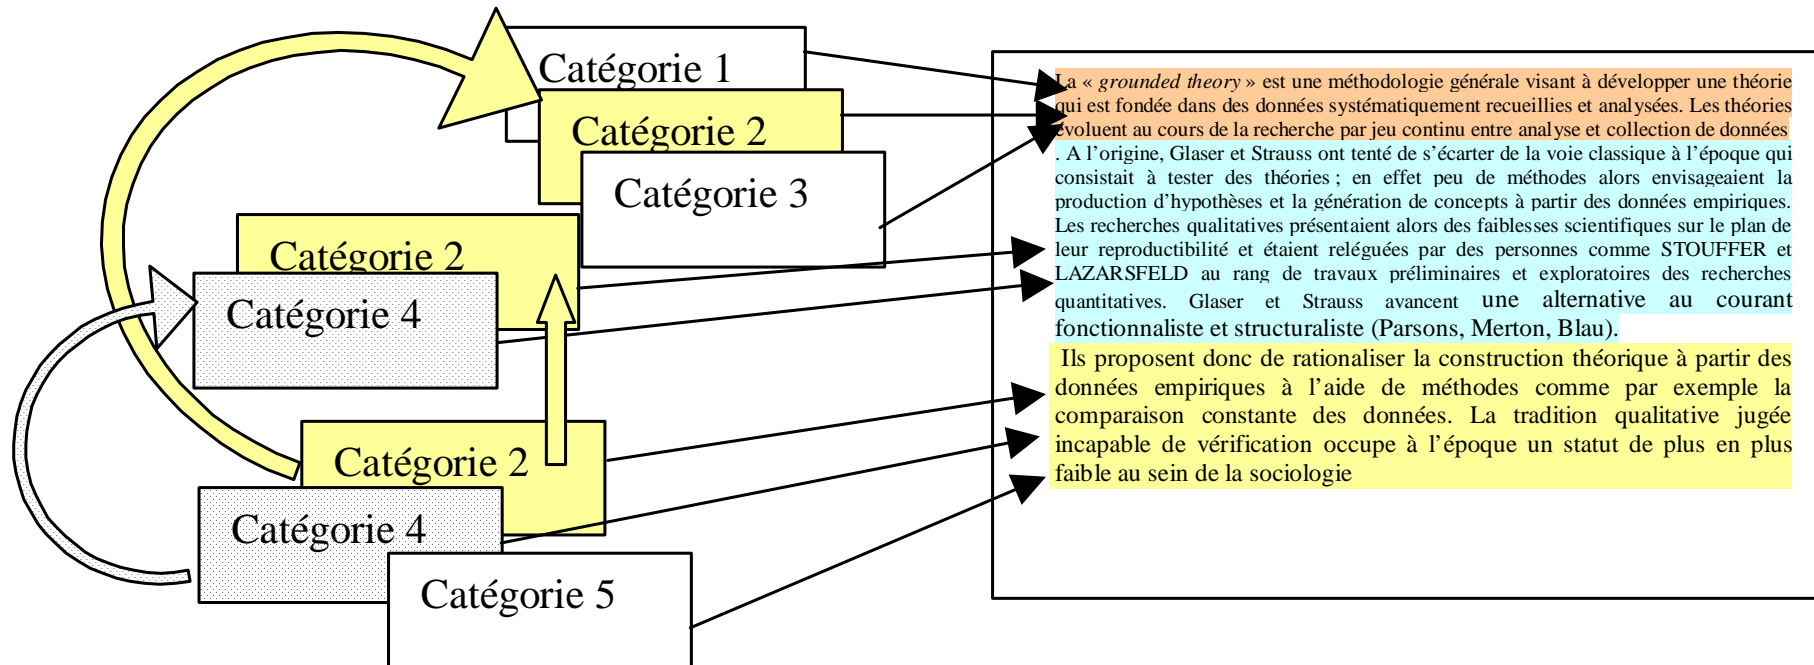 Catégorie 1
Catégorie 2
Catégorie 3
Catégorie 2
Catégorie 4
Catégorie 2
Catégorie 4
Catégorie 5
La « grounded theory » est une méthodologie générale visant à développer une théorie
qui est fondée dans des données systématiquement recueillies et analysées. Les théories
évoluent au cours de la recherche par jeu continu entre analyse et collection de données
. A l’origine, Glaser et Strauss ont tenté de s’écarter de la voie classique à l’époque qui
consistait à tester des théories ; en effet peu de méthodes alors envisageaient la
production d’hypothèses et la génération de concepts à partir des données empiriques.
Les recherches qualitatives présentaient alors des faiblesses scientifiques sur le plan de
leur reproductibilité et étaient reléguées par des personnes comme STOUFFER et
LAZARSFELD au rang de travaux préliminaires et exploratoires des recherches
quantitatives. Glaser et Strauss avancent une alternative au courant
fonctionnaliste et structuraliste (Parsons, Merton, Blau).
Ils proposent donc de rationaliser la construction théorique à partir des
données empiriques à l’aide de méthodes comme par exemple la
comparaison constante des données. La tradition qualitative jugée
incapable de vérification occupe à l’époque un statut de plus en plus
faible au sein de la sociologie